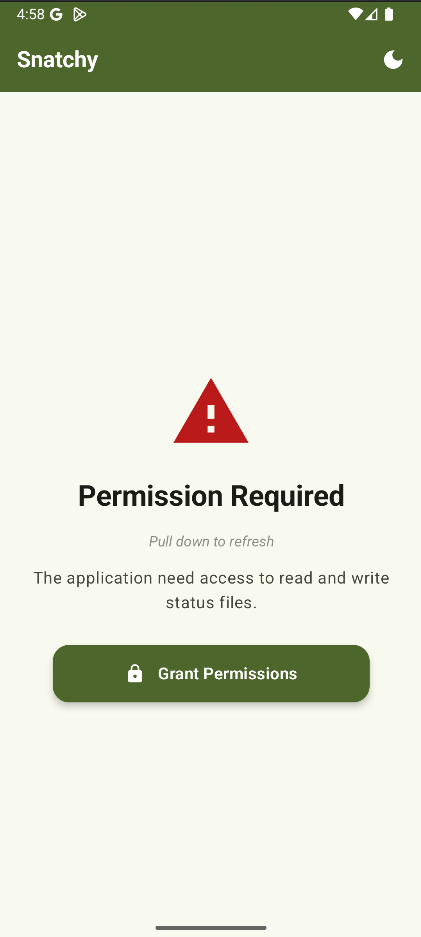 4:58
Snatchy
Permission Required
Pull down to refresh
The application need access to read and write
status files.
Grant Permissions